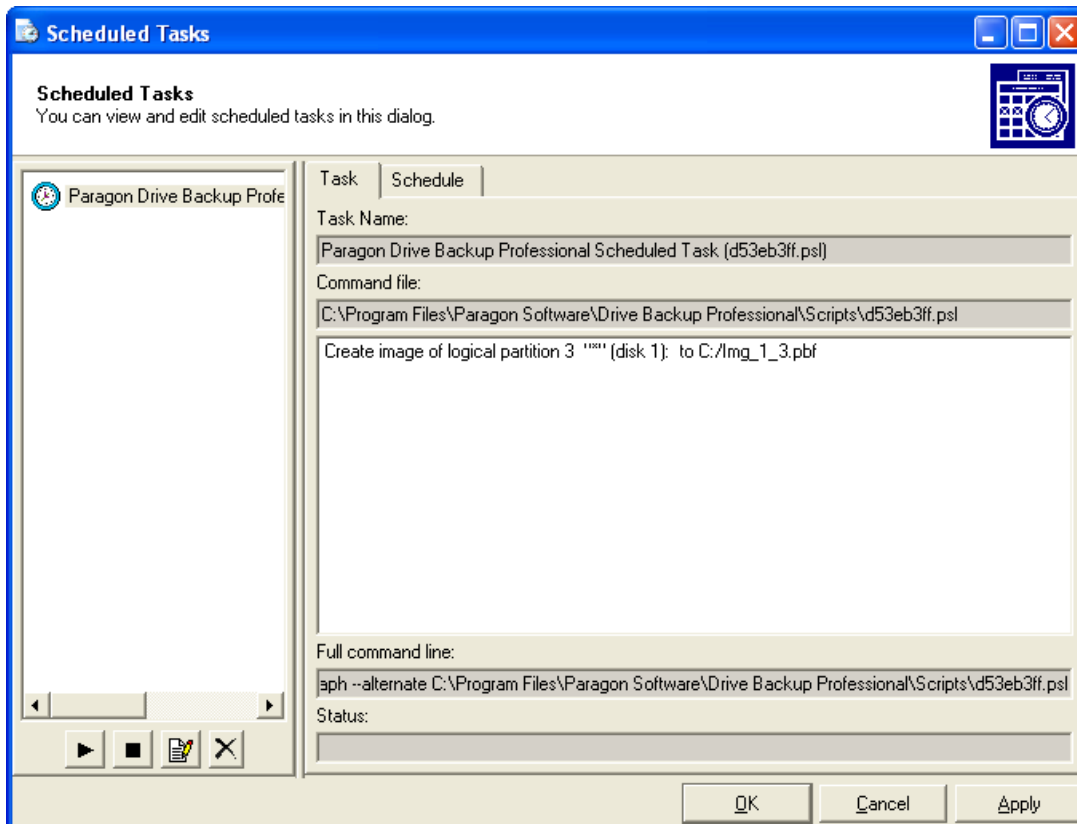 Scheduled Tasks
Scheduled Tasks
You can view and edit scheduled tasks in this dialog.
Paragon Drive Backup Profe
Task
Schedule
Task Name:
Paragon Drive Backup Professional Scheduled Task (d53eb3ff.psl)
Command file:
C:\Program Files\Paragon Software\Drive Backup Professional\Scripts\d53eb3ff.psl
Create image of logical partition 3 "*" (disk 1): to C:/Img_1_3.pbf
Full command line:
aph --alternate C:\Program Files\Paragon Software\Drive Backup Professional\Scripts\d53eb3ff.psl
Status:
OK
Cancel
Apply